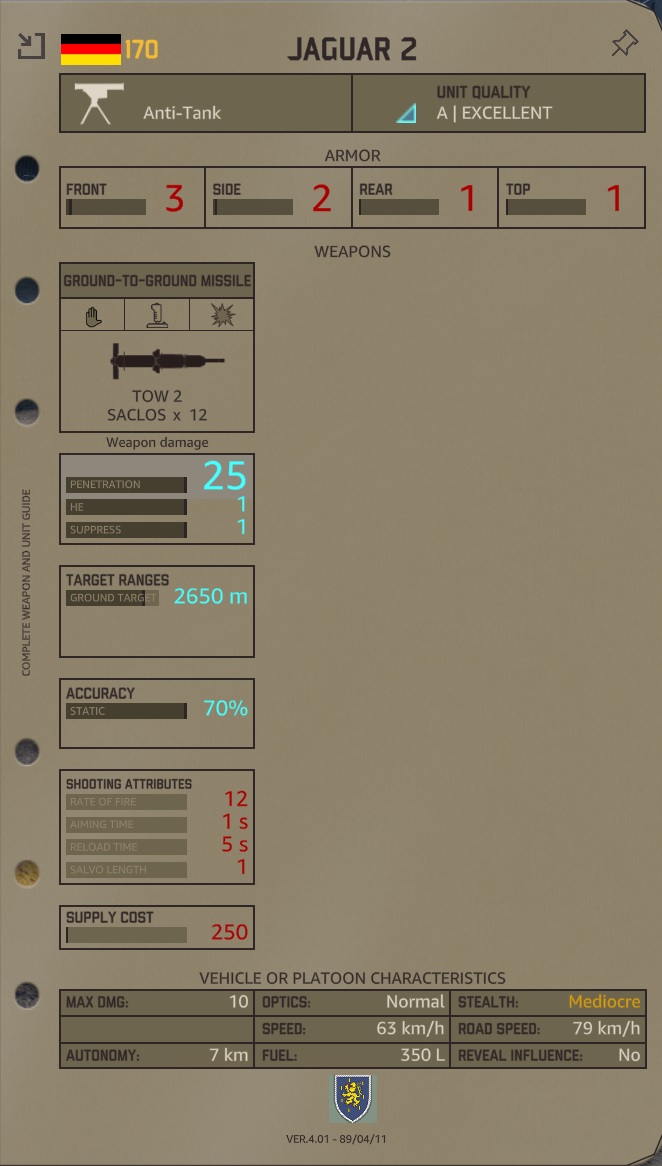 170 JAGUAR 2
UNIT QUALITY
Anti-Tank A | EXCELLENT
ARMOR
FRONT 3 SIDE 2 REAR 1 TOP 1
WEAPONS
GROUND-TO-GROUND MISSILE
TOW 2
SACLOS x 12
Weapon damage
PENETRATION 25
HE 1
SUPPRESS 1
TARGET RANGES
GROUND TARGET 2650 m
ACCURACY
STATIC 70%
SHOOTING ATTRIBUTES
RATE OF FIRE 12
AIMING TIME 1 s
RELOAD TIME 5 s
SALVO LENGTH 1
SUPPLY COST
250
COMPLETE WEAPON AND UNIT GUIDE
VEHICLE OR PLATOON CHARACTERISTICS
MAX DMG: 10 OPTICS: Normal STEALTH: Mediocre
SPEED: 63 km/h ROAD SPEED: 79 km/h
AUTONOMY: 7 km FUEL: 350 L REVEAL INFLUENCE: No
VER.4.01 - 89/04/11